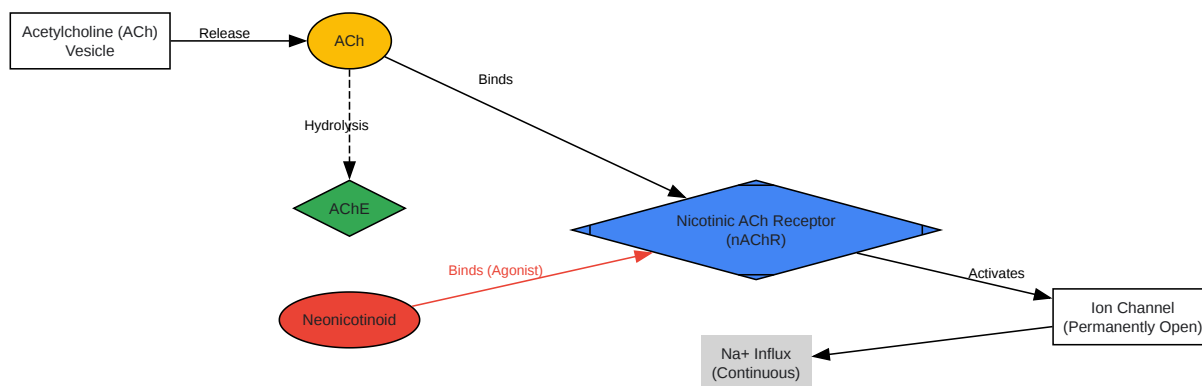 Acetylcholine (ACh)
Vesicle
Release
ACh
Binds
Hydrolysis
AChE
Nicotinic ACh Receptor
(nAChR)
Binds (Agonist)
Neonicotinoid
Activates
Ion Channel
(Permanently Open)
Na+ Influx
(Continuous)